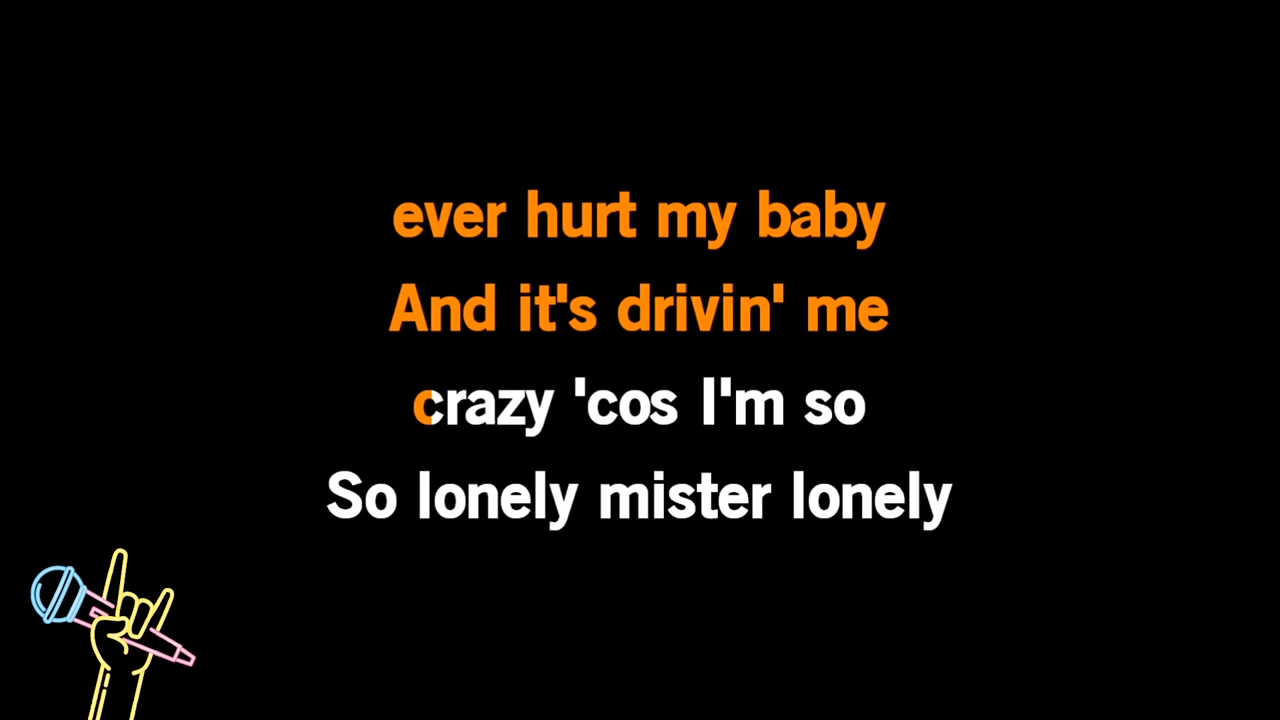 ever hurt my baby
And it's drivin' me
crazy 'cos I'm so
So lonely mister lonely